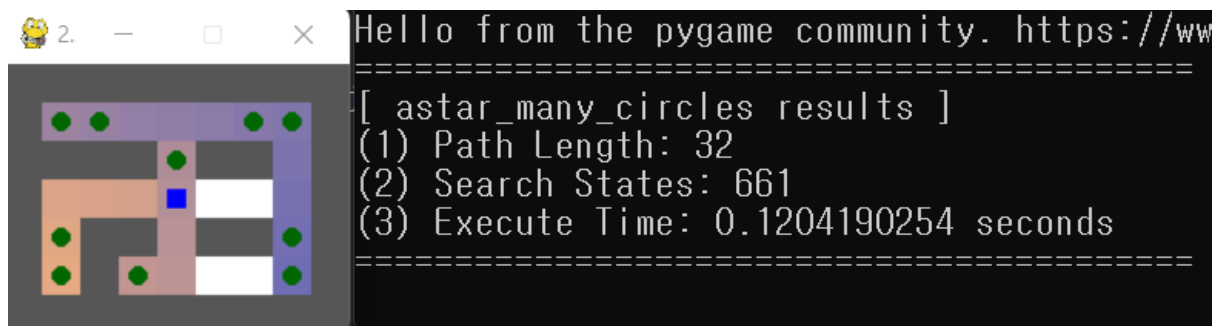 2.
Hello from the pygame community. https://ww
==========================================
[ astar_many_circles results ]
(1) Path Length: 32
(2) Search States: 661
(3) Execute Time: 0.1204190254 seconds
==========================================